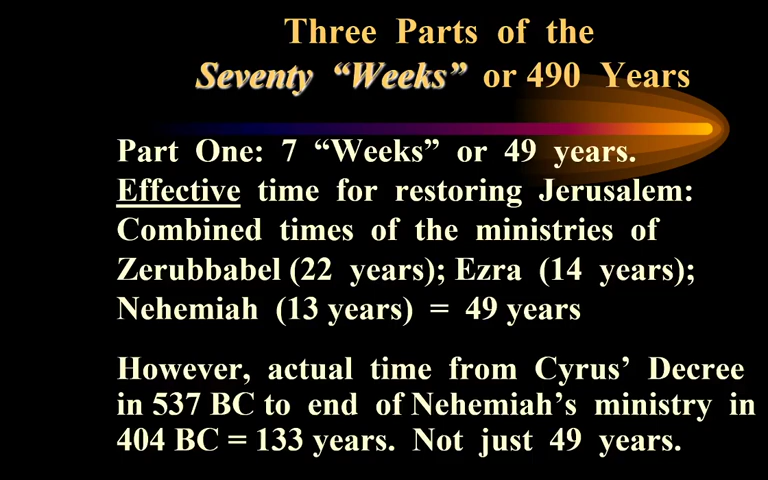 Three Parts of the
Seventy “Weeks” or 490 Years
Part One: 7 “Weeks” or 49 years.
Effective time for restoring Jerusalem:
Combined times of the ministries of
Zerubbabel (22 years); Ezra (14 years);
Nehemiah (13 years) = 49 years
However, actual time from Cyrus’ Decree
in 537 BC to end of Nehemiah’s ministry in
404 BC = 133 years. Not just 49 years.